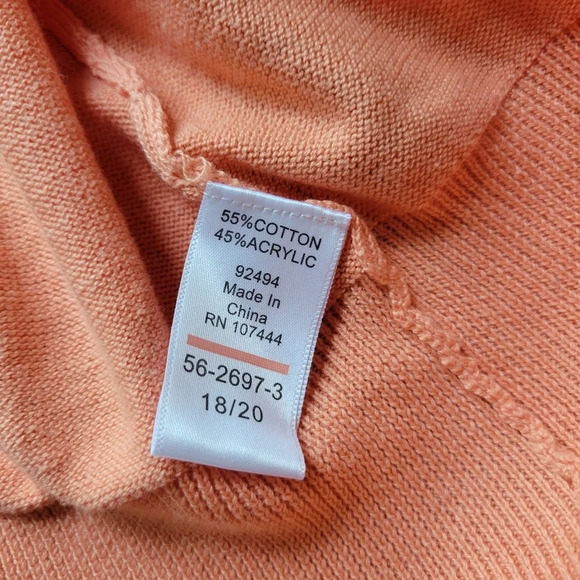 55%COTTON
45%ACRYLIC
92494
Made In
China
RN 107444
56-2697-3
18/20